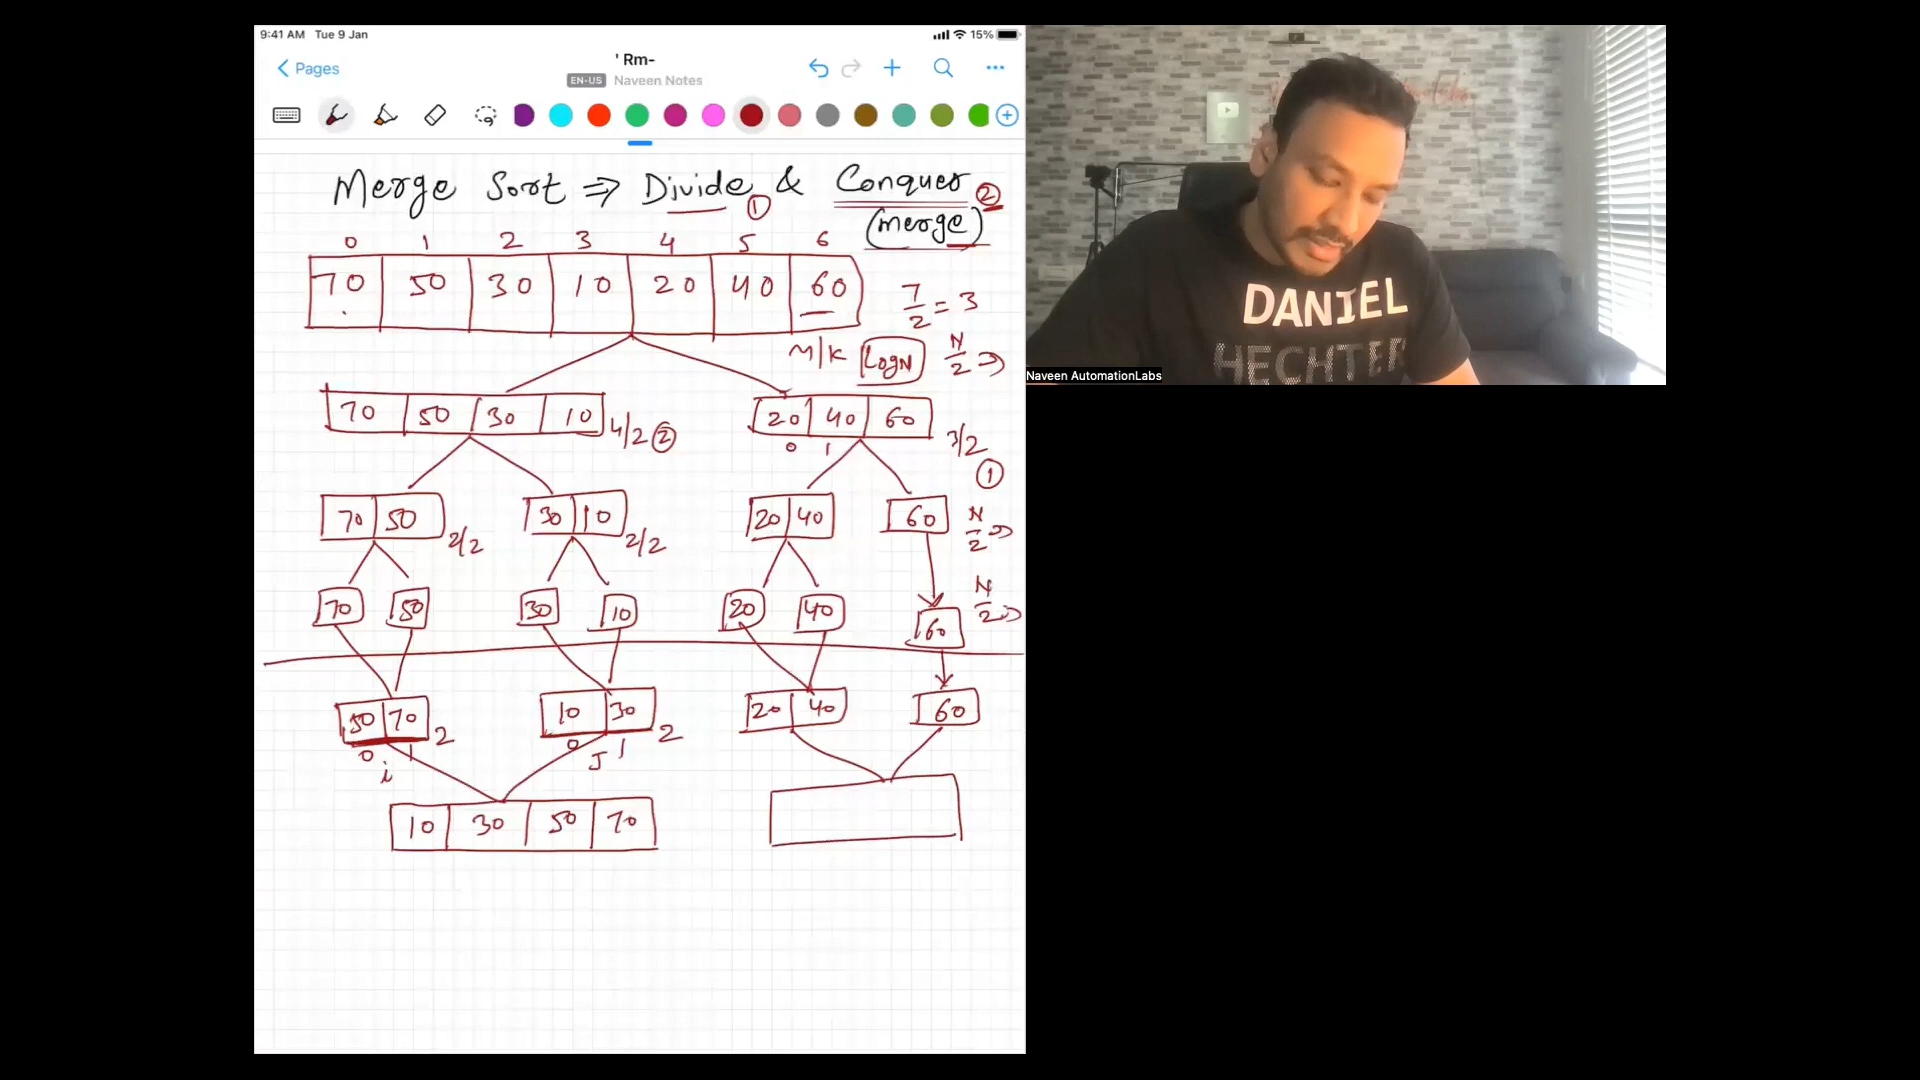 9:41 AM Tue 9 Jan 15%
Pages
' Rm-
EN-US Naveen Notes
Merge Sort ⇒ Divide & Conquer
① ②
(merge)
0 1 2 3 4 5 6
70 50 30 10 20 40 60
7/2 = 3
LogN N/2 ⇒
70 50 30 10 4/2 ②
20 40 60 3/2
0 1 ①
70 50 2/2 30 10 2/2 20 40 60 N/2 ⇒
70 50 30 10 20 40 60 N/2 ⇒
50 70 2 10 30 2 20 40 60
0 1 0 1
i J
10 30 50 70
DANIEL
HECHTER
Naveen AutomationLabs